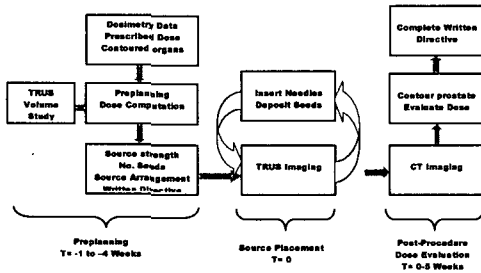 Dosimetry Data
Prescribed Dose
Contoured organs
TRUS
Volume
Study
Preplanning
Dose Computation
Source strength
No. Seeds
Source Arrangement
Written Directive
Preplanning
T= -1 to -4 Weeks
Insert Needles
Deposit Seeds
TRUS Imaging
Source Placement
T= 0
Complete Written
Directive
Contour prostate
Evaluate Dose
CT Imaging
Post-Procedure
Dose Evaluation
T= 0-5 Weeks